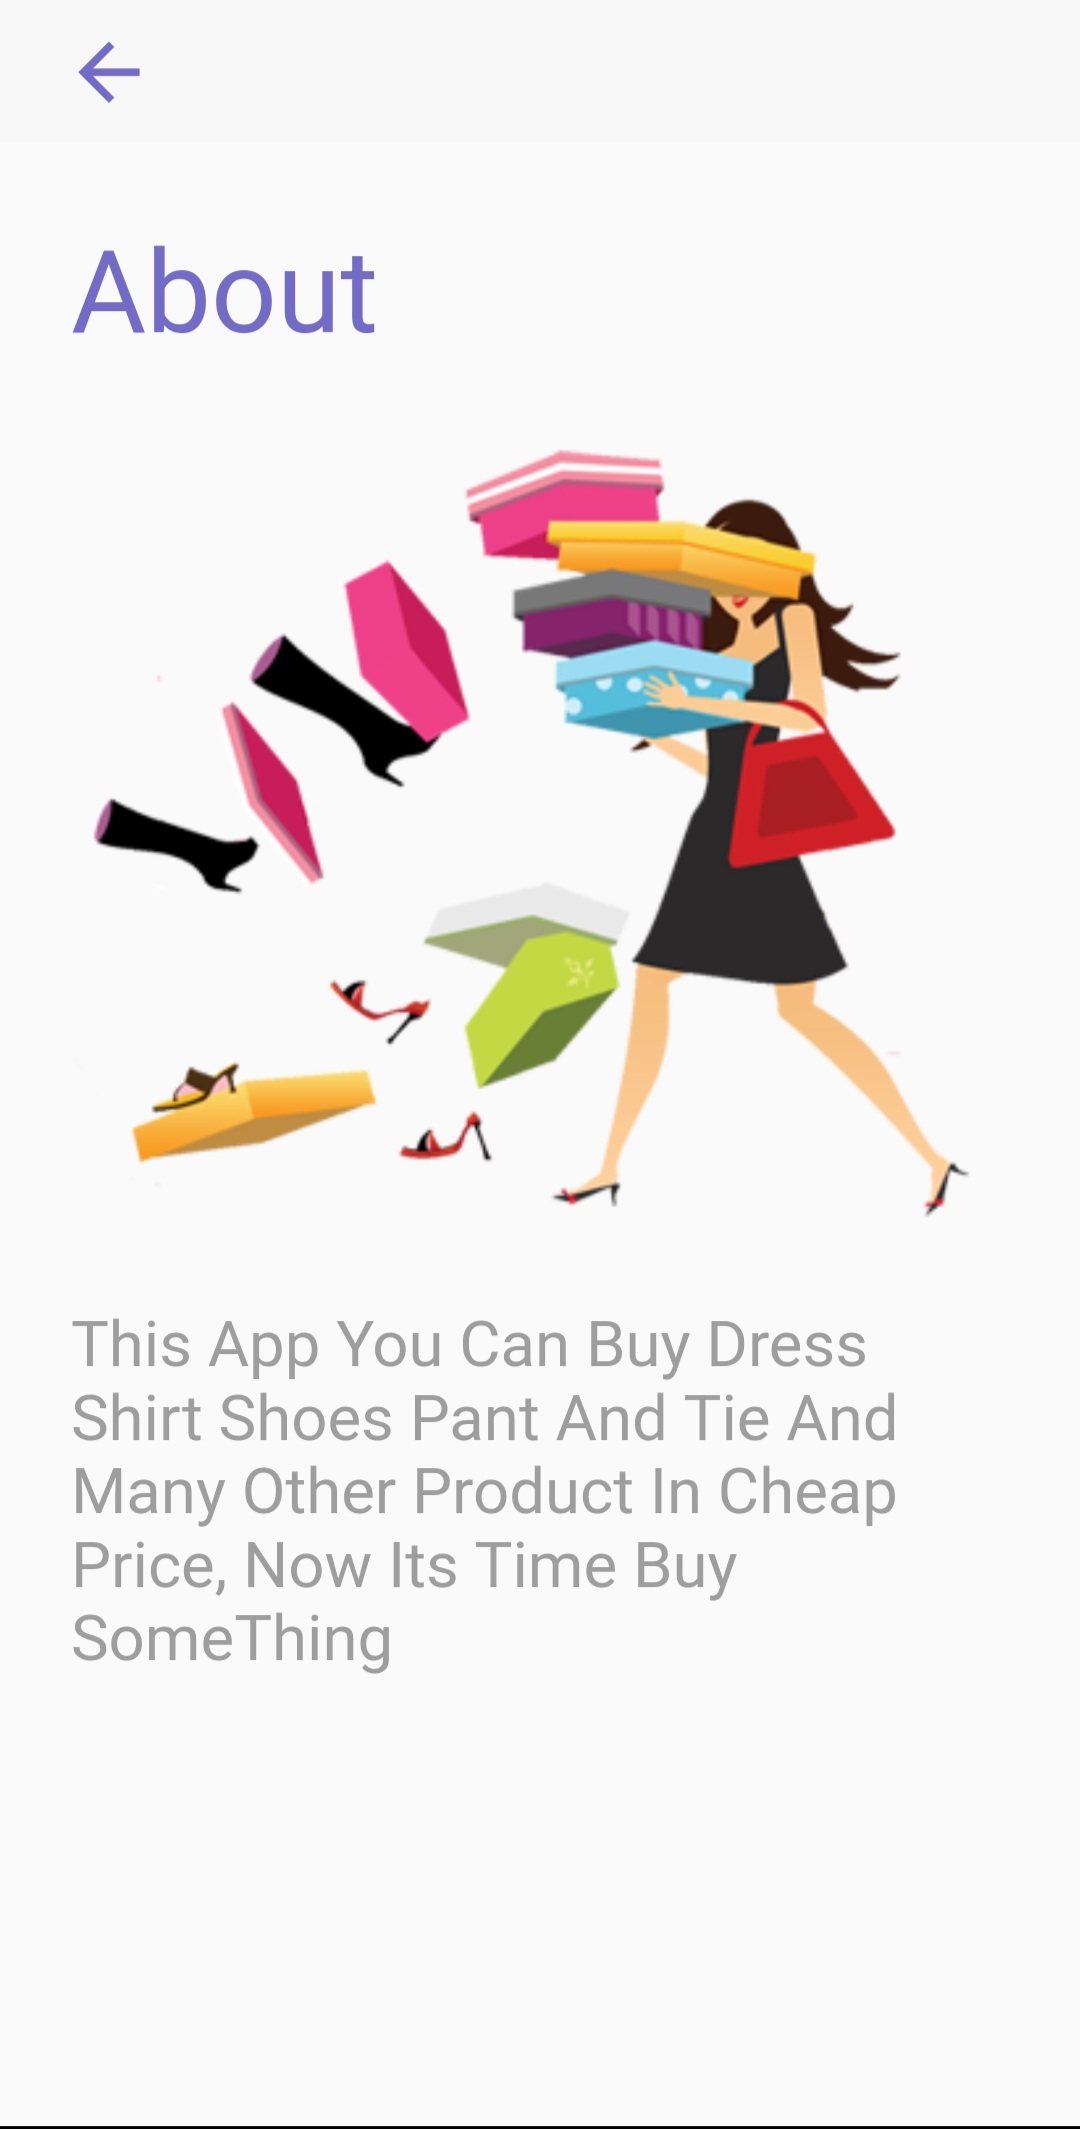 About
This App You Can Buy Dress
Shirt Shoes Pant And Tie And
Many Other Product In Cheap
Price, Now Its Time Buy
SomeThing